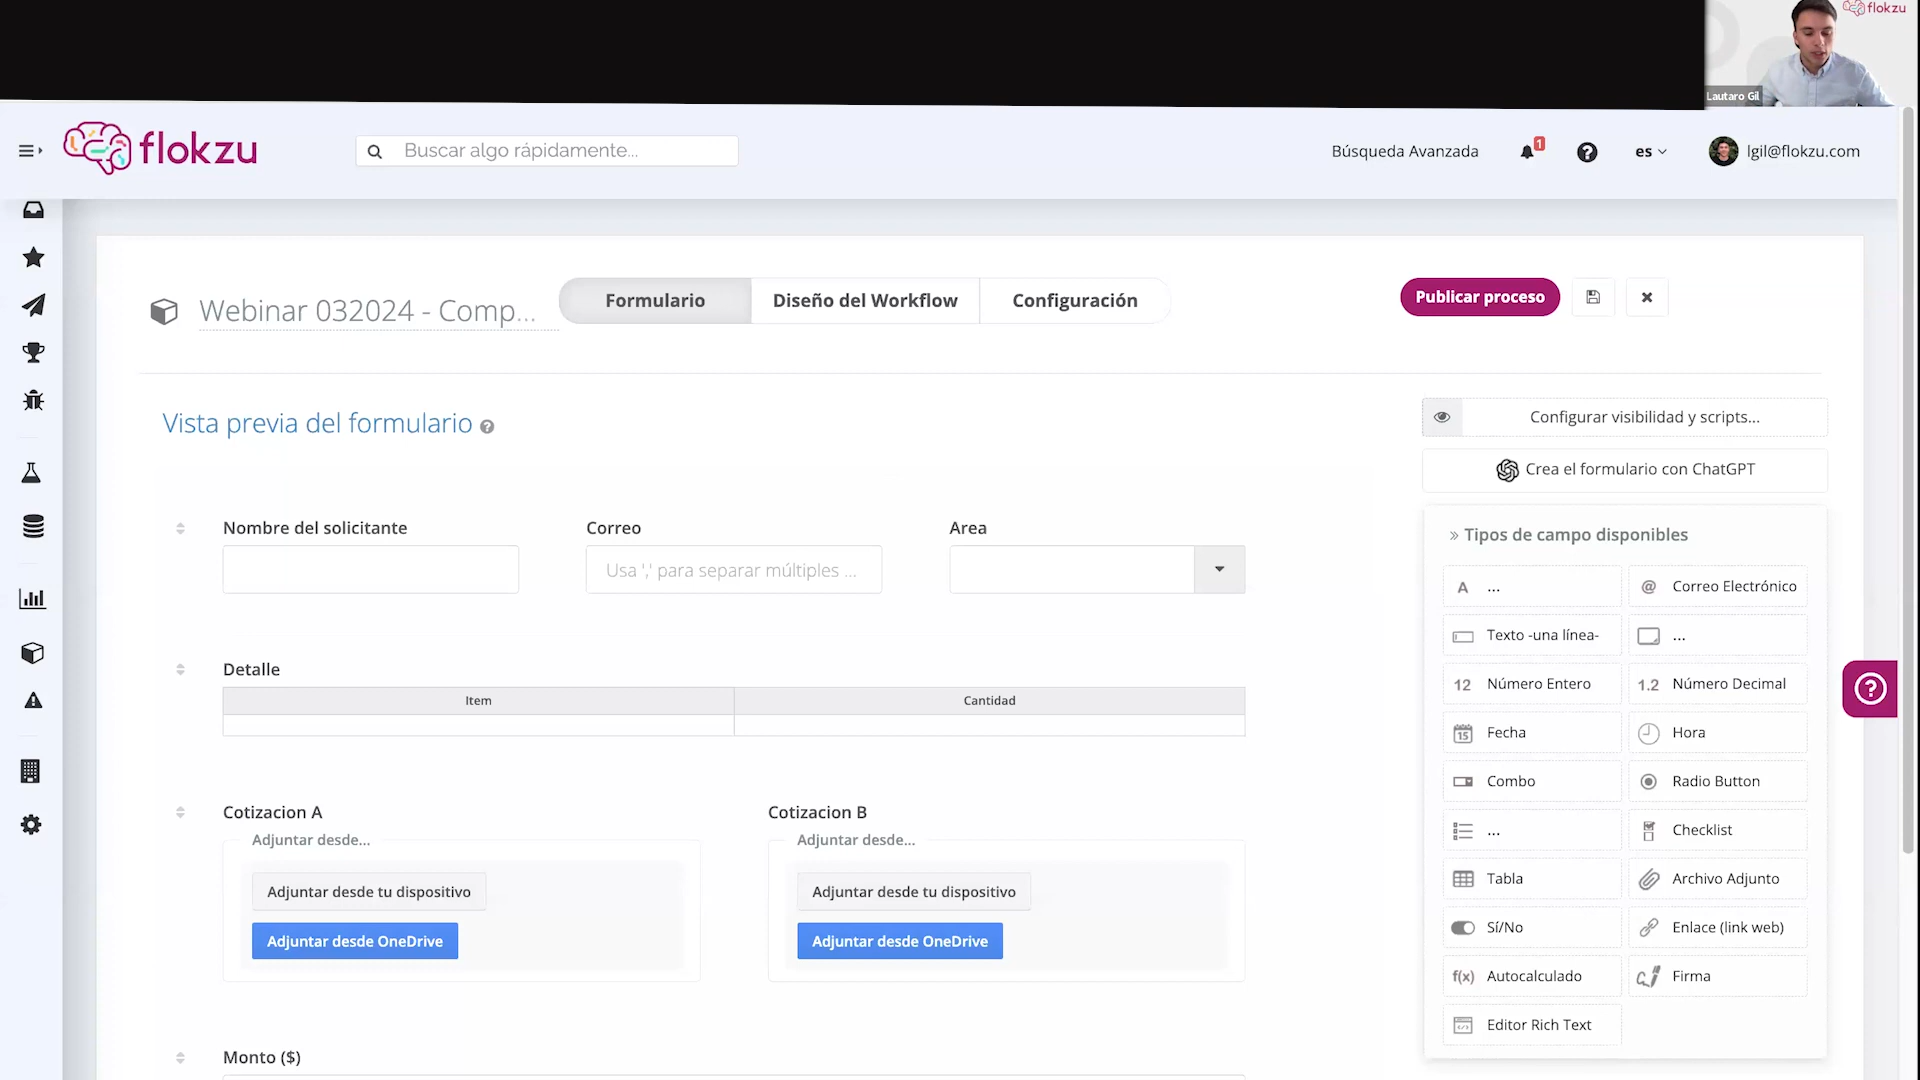 flokzu
Lautaro Gil
flokzu
Buscar algo rápidamente...
Búsqueda Avanzada
1
es
lgil@flokzu.com
Webinar 032024 - Comp...
Formulario
Diseño del Workflow
Configuración
Publicar proceso
Vista previa del formulario
Configurar visibilidad y scripts...
Crea el formulario con ChatGPT
» Tipos de campo disponibles
A ...
@ Correo Electrónico
Texto -una línea-
...
12 Número Entero
1.2 Número Decimal
15 Fecha
Hora
Combo
Radio Button
...
Checklist
Tabla
Archivo Adjunto
Sí/No
Enlace (link web)
f(x) Autocalculado
Firma
Editor Rich Text
Nombre del solicitante
Correo
Area
Usa ',' para separar múltiples ...
Detalle
Item
Cantidad
Cotizacion A
Cotizacion B
Adjuntar desde...
Adjuntar desde...
Adjuntar desde tu dispositivo
Adjuntar desde tu dispositivo
Adjuntar desde OneDrive
Adjuntar desde OneDrive
Monto ($)